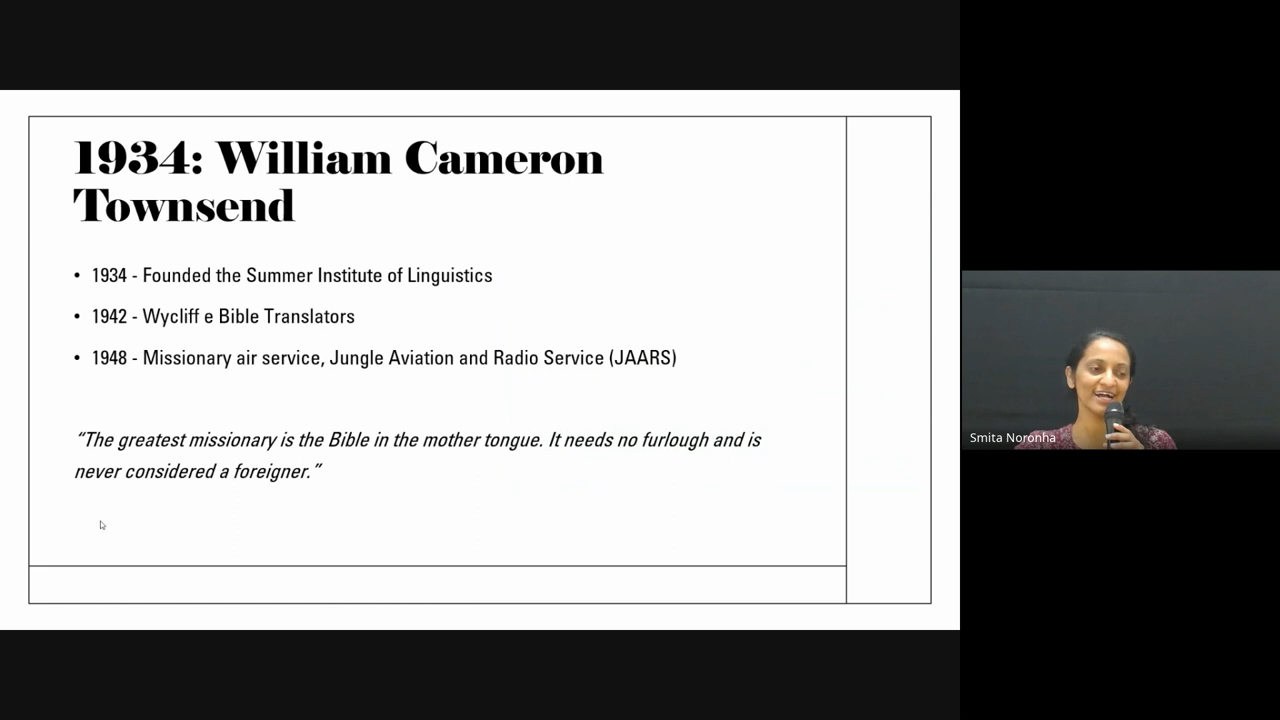 1934: William Cameron
Townsend
• 1934 - Founded the Summer Institute of Linguistics
• 1942 - Wycliff e Bible Translators
• 1948 - Missionary air service, Jungle Aviation and Radio Service (JAARS)
“The greatest missionary is the Bible in the mother tongue. It needs no furlough and is
never considered a foreigner.”
Smita Noronha